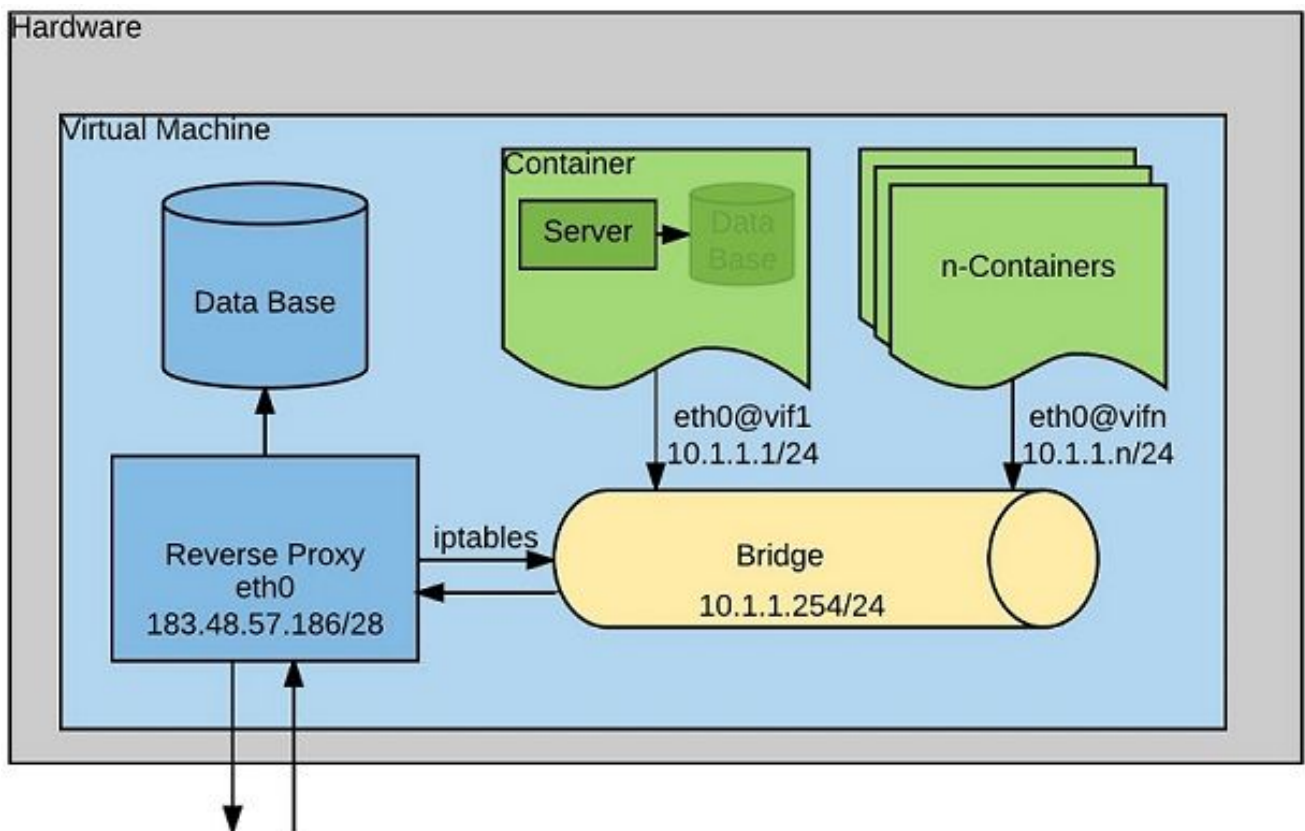 Hardware
Virtual Machine
Data Base
Container
Server
Data
Base
n-Containers
eth0@vif1
10.1.1.1/24
eth0@vifn
10.1.1.n/24
Reverse Proxy
eth0
183.48.57.186/28
iptables
Bridge
10.1.1.254/24